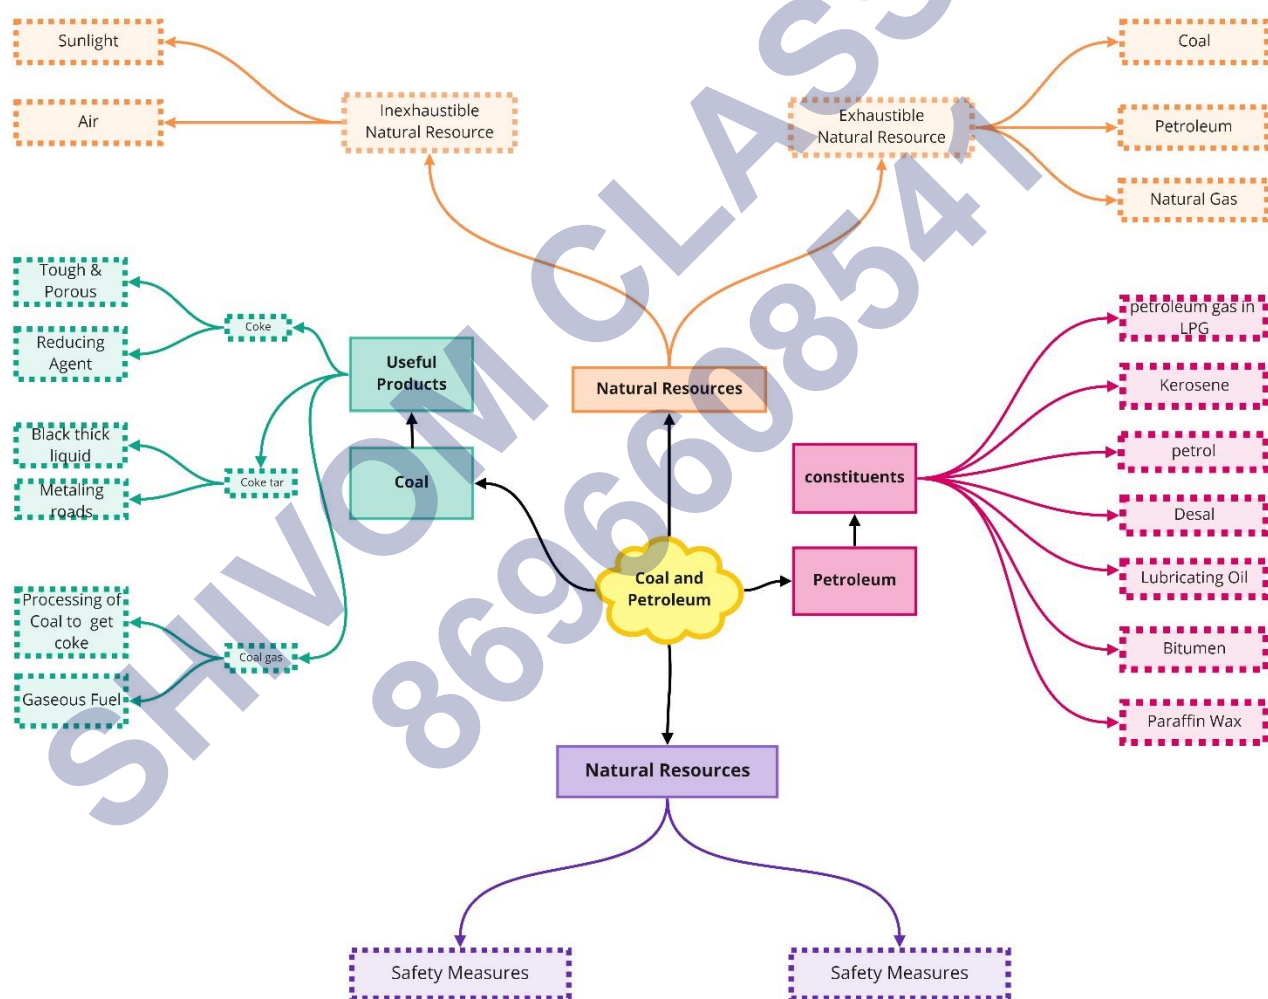 Sunlight
Air
Inexhaustible
Natural Resource
Exhaustible
Natural Resource
Coal
Petroleum
Natural Gas
Tough &
Porous
Reducing
Agent
Coke
Useful
Products
Natural Resources
Black thick
liquid
Metaling
roads
Coke tar
Coal
Processing of
Coal to get
coke
Gaseous Fuel
Coal gas
Coal and
Petroleum
constituents
Petroleum
petroleum gas in
LPG
Kerosene
petrol
Desal
Lubricating Oil
Bitumen
Paraffin Wax
Natural Resources
Safety Measures
Safety Measures
SHIVOM CLASS
8696608541